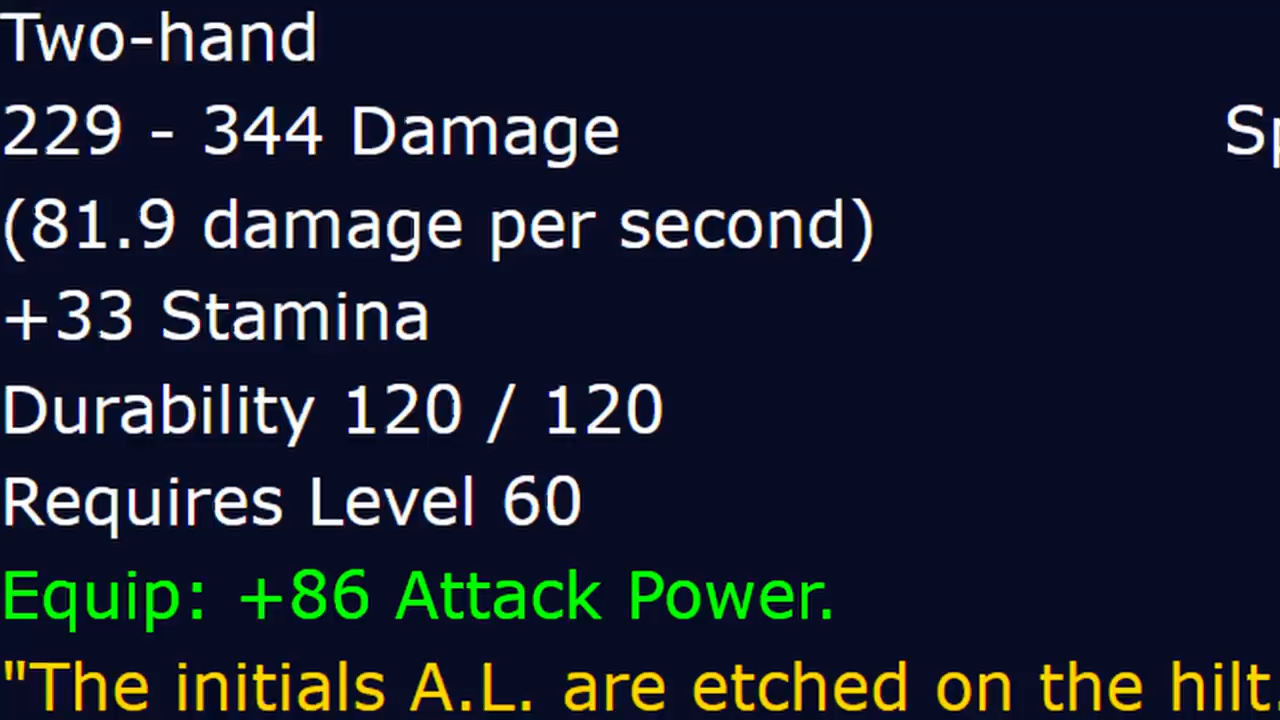 Two-hand
229 - 344 Damage
(81.9 damage per second)
+33 Stamina
Durability 120 / 120
Requires Level 60
Equip: +86 Attack Power.
"The initials A.L. are etched on the hilt.